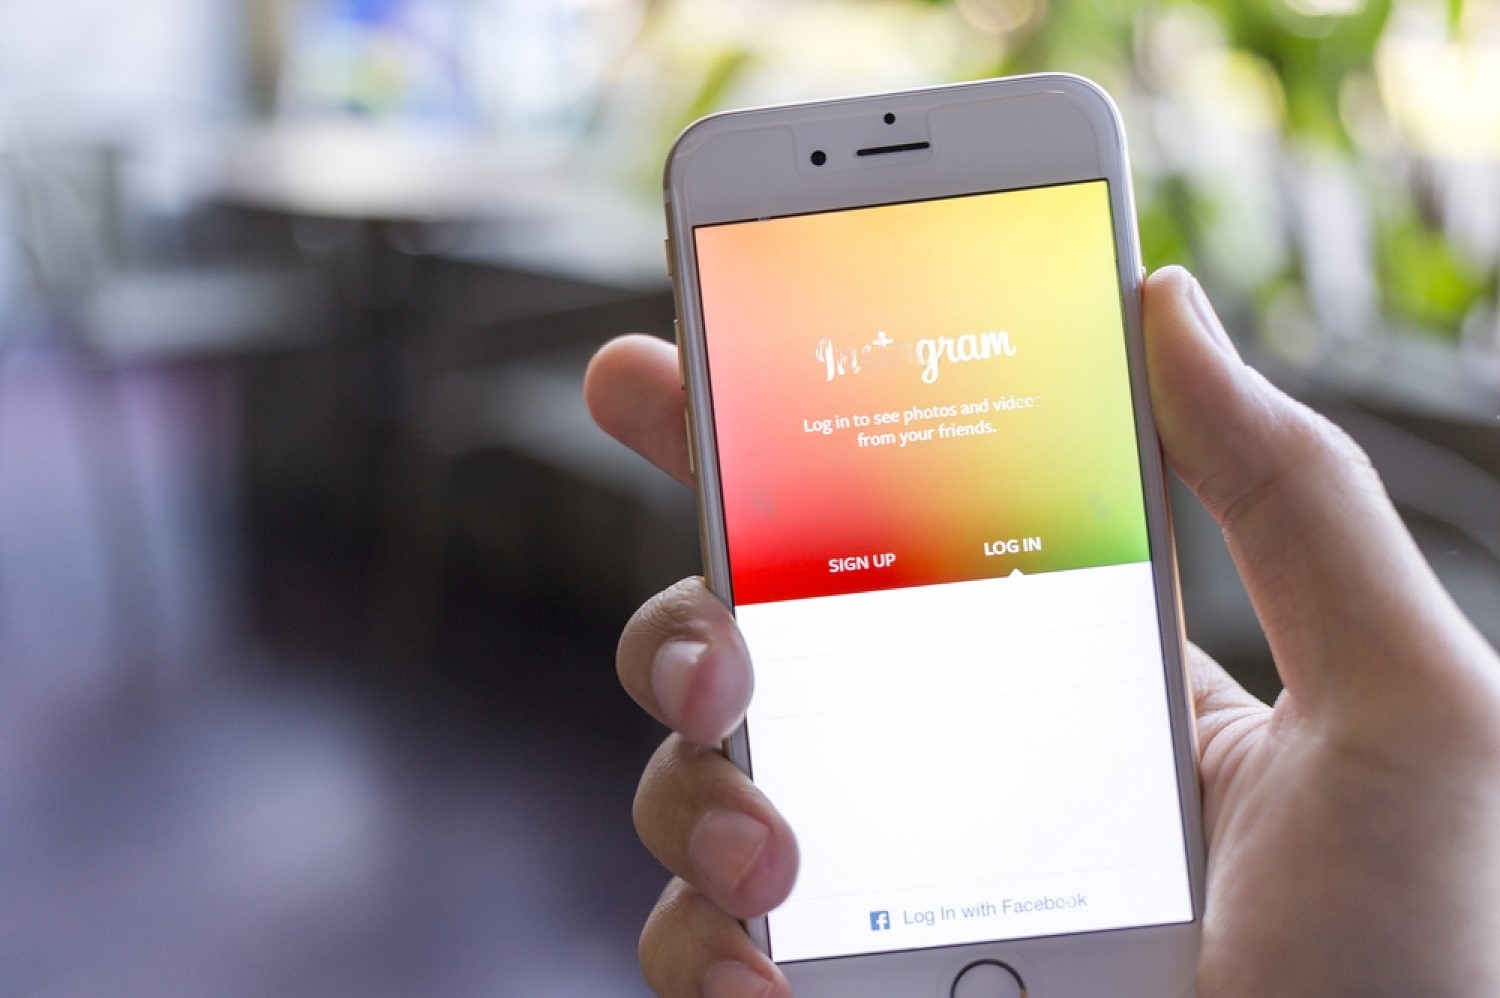 Instagram
Log in to see photos and videos
from your friends.
SIGN UP
LOG IN
Log In with Facebook